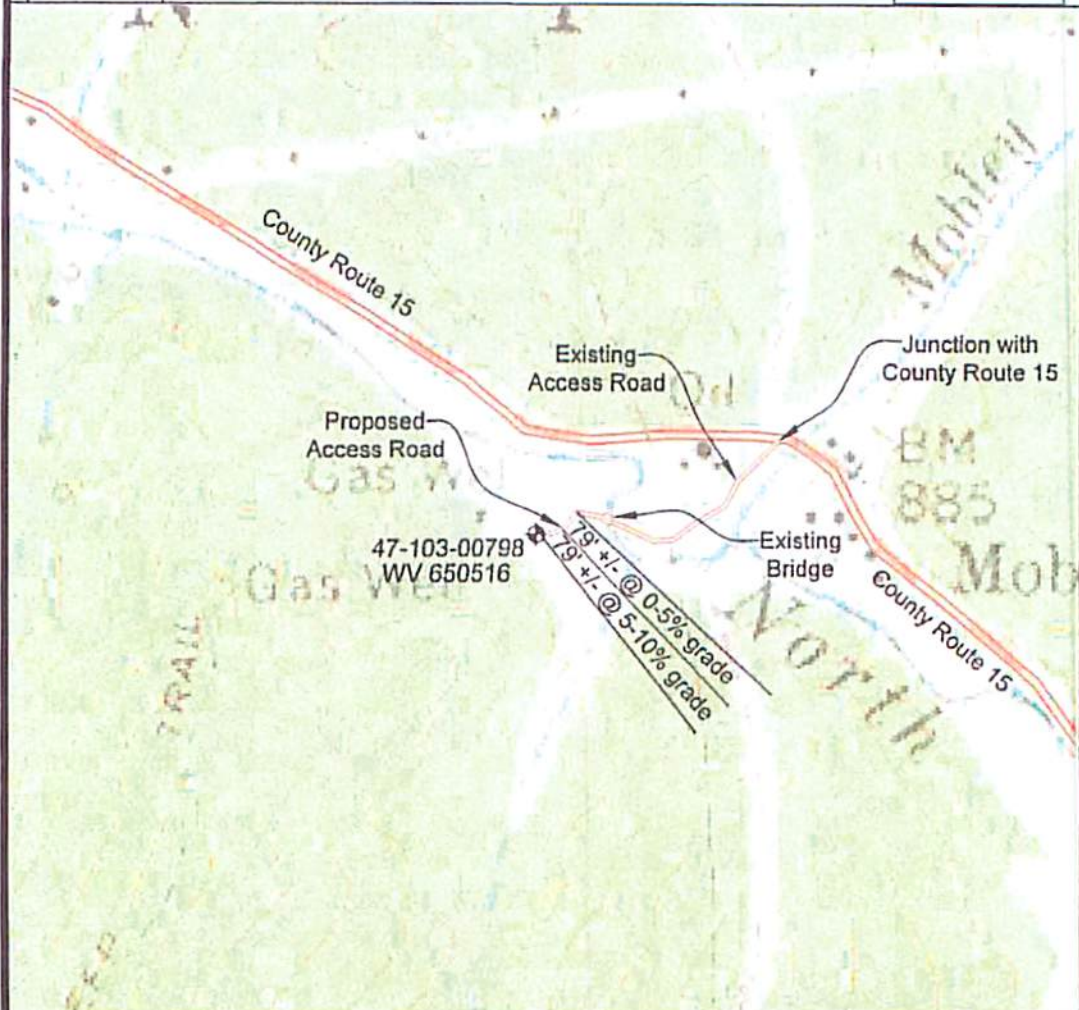 County Route 15
Mobley
Existing
Access Road
Junction with
County Route 15
Oil
Proposed
Access Road
BM
885
Gas Well
47-103-00798
WV 650516
Existing
Bridge
Gas Well
Mob
79' +/- @ 0-5% grade
79' +/- @ 5-10% grade
County Route 15
North
TRAIL